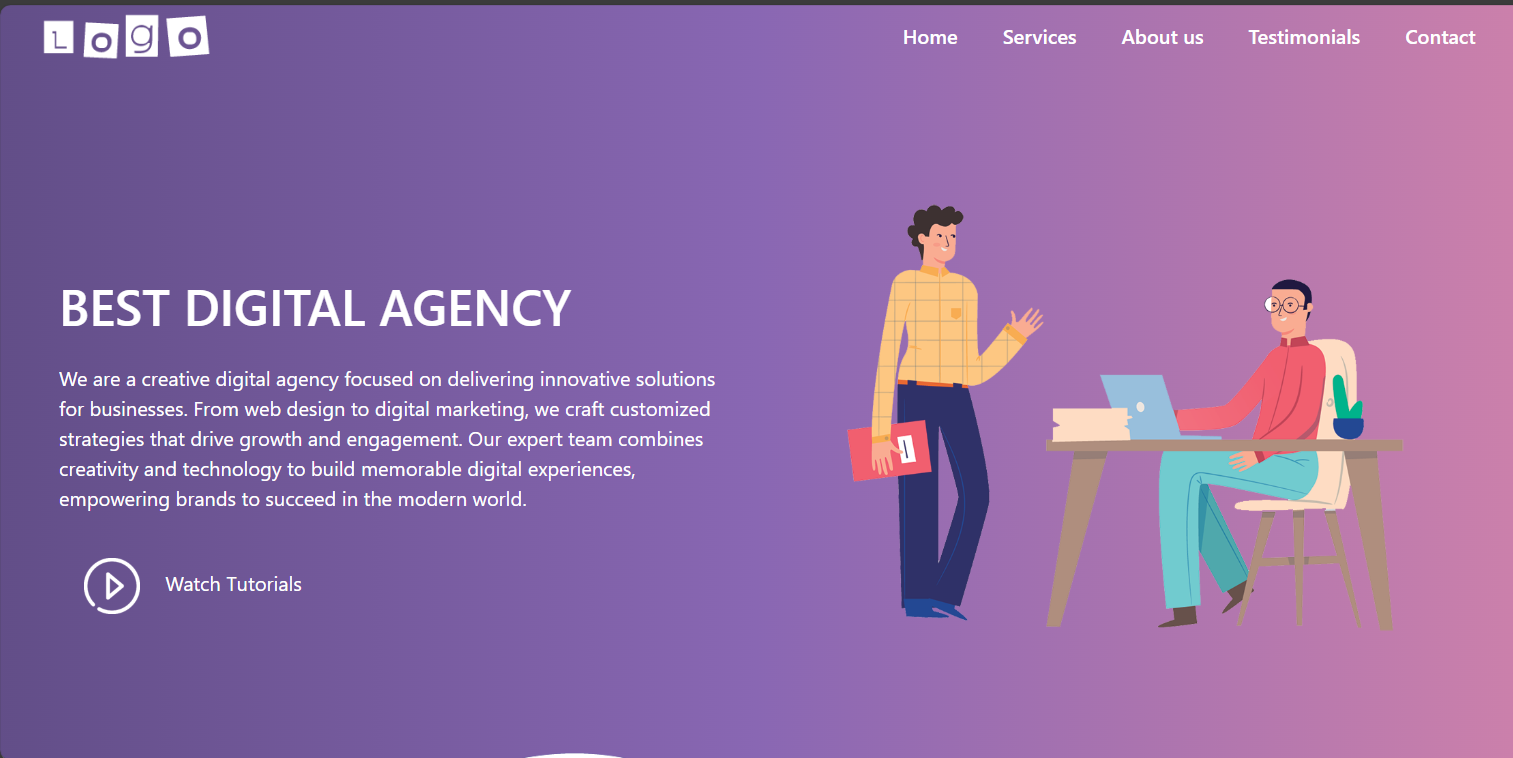 Logo
Home Services About us Testimonials Contact
BEST DIGITAL AGENCY
We are a creative digital agency focused on delivering innovative solutions
for businesses. From web design to digital marketing, we craft customized
strategies that drive growth and engagement. Our expert team combines
creativity and technology to build memorable digital experiences,
empowering brands to succeed in the modern world.
Watch Tutorials